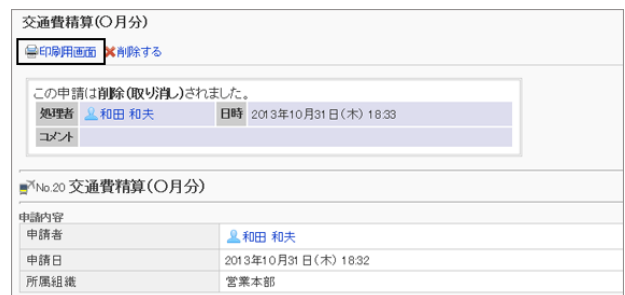 交通費精算(〇月分)
印刷用画面 削除する
この申請は削除(取り消し)されました。
処理者 和田 和夫 日時 2013年10月31日(木) 18:33
コメント
No.20 交通費精算(〇月分)
申請内容
申請者 和田 和夫
申請日 2013年10月31日(木) 18:32
所属組織 営業本部